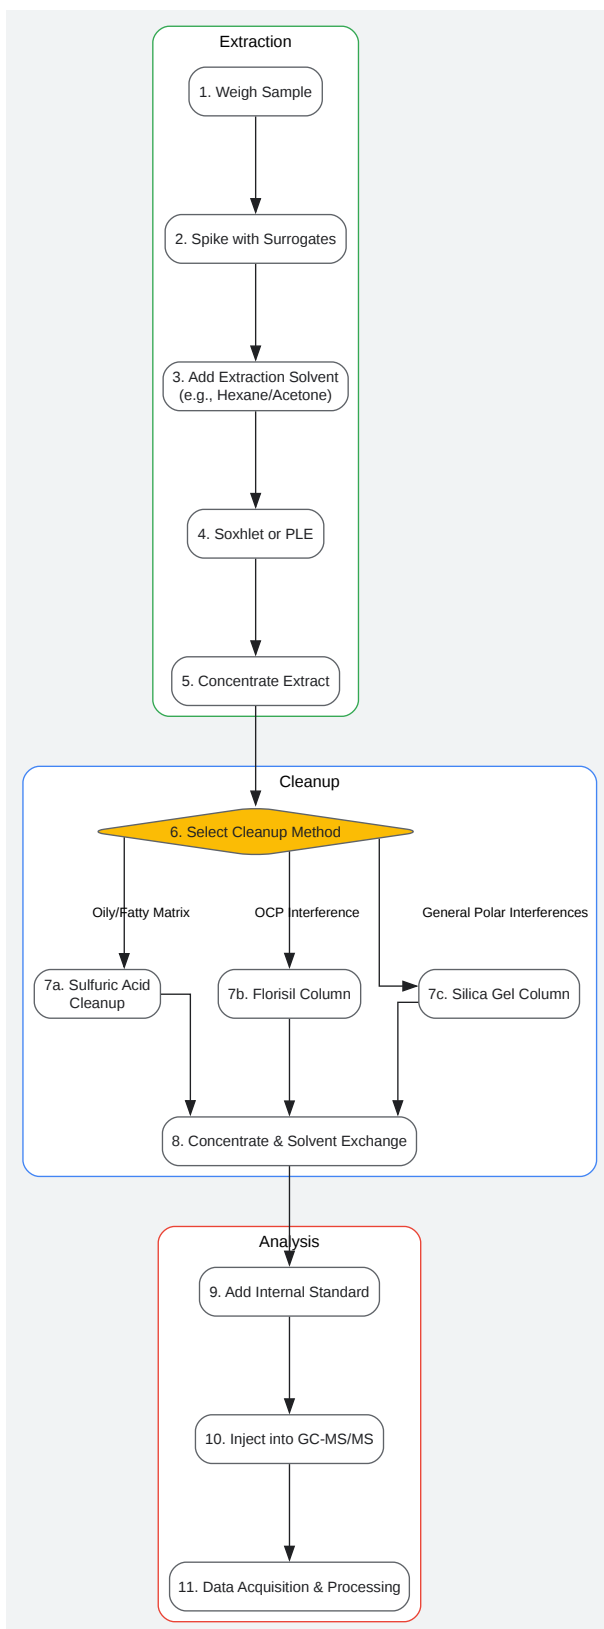 Extraction
1. Weigh Sample
2. Spike with Surrogates
3. Add Extraction Solvent
(e.g., Hexane/Acetone)
4. Soxhlet or PLE
5. Concentrate Extract
Cleanup
6. Select Cleanup Method
Oily/Fatty Matrix
OCP Interference
General Polar Interferences
7a. Sulfuric Acid
Cleanup
7b. Florisil Column
7c. Silica Gel Column
8. Concentrate & Solvent Exchange
Analysis
9. Add Internal Standard
10. Inject into GC-MS/MS
11. Data Acquisition & Processing